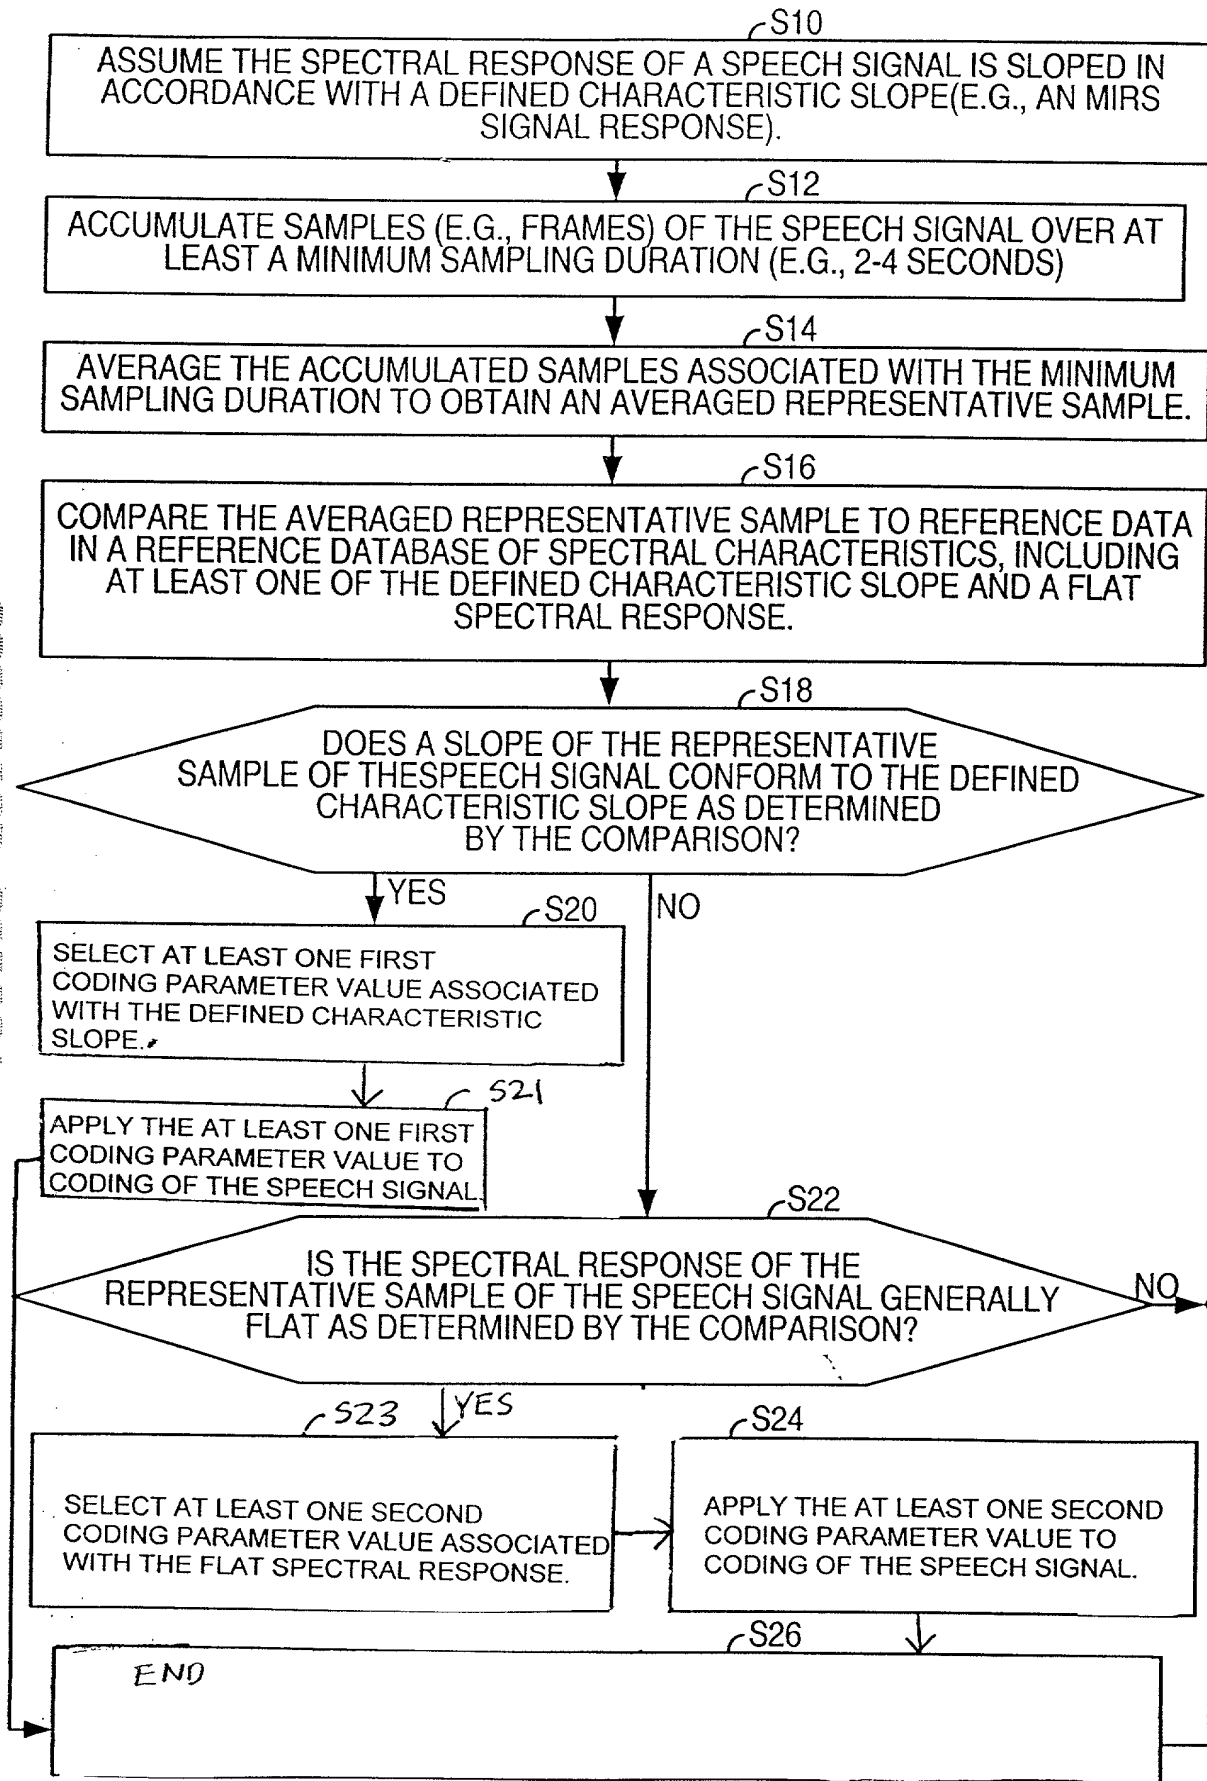 S10
ASSUME THE SPECTRAL RESPONSE OF A SPEECH SIGNAL IS SLOPED IN
ACCORDANCE WITH A DEFINED CHARACTERISTIC SLOPE(E.G., AN MIRS
SIGNAL RESPONSE).
S12
ACCUMULATE SAMPLES (E.G., FRAMES) OF THE SPEECH SIGNAL OVER AT
LEAST A MINIMUM SAMPLING DURATION (E.G., 2-4 SECONDS)
S14
AVERAGE THE ACCUMULATED SAMPLES ASSOCIATED WITH THE MINIMUM
SAMPLING DURATION TO OBTAIN AN AVERAGED REPRESENTATIVE SAMPLE.
S16
COMPARE THE AVERAGED REPRESENTATIVE SAMPLE TO REFERENCE DATA
IN A REFERENCE DATABASE OF SPECTRAL CHARACTERISTICS, INCLUDING
AT LEAST ONE OF THE DEFINED CHARACTERISTIC SLOPE AND A FLAT
SPECTRAL RESPONSE.
S18
DOES A SLOPE OF THE REPRESENTATIVE
SAMPLE OF THESPEECH SIGNAL CONFORM TO THE DEFINED
CHARACTERISTIC SLOPE AS DETERMINED
BY THE COMPARISON?
YES
NO
S20
SELECT AT LEAST ONE FIRST
CODING PARAMETER VALUE ASSOCIATED
WITH THE DEFINED CHARACTERISTIC
SLOPE.
S21
APPLY THE AT LEAST ONE FIRST
CODING PARAMETER VALUE TO
CODING OF THE SPEECH SIGNAL
S22
IS THE SPECTRAL RESPONSE OF THE
REPRESENTATIVE SAMPLE OF THE SPEECH SIGNAL GENERALLY
FLAT AS DETERMINED BY THE COMPARISON?
NO
YES
S23
SELECT AT LEAST ONE SECOND
CODING PARAMETER VALUE ASSOCIATED
WITH THE FLAT SPECTRAL RESPONSE.
S24
APPLY THE AT LEAST ONE SECOND
CODING PARAMETER VALUE TO
CODING OF THE SPEECH SIGNAL.
S26
END